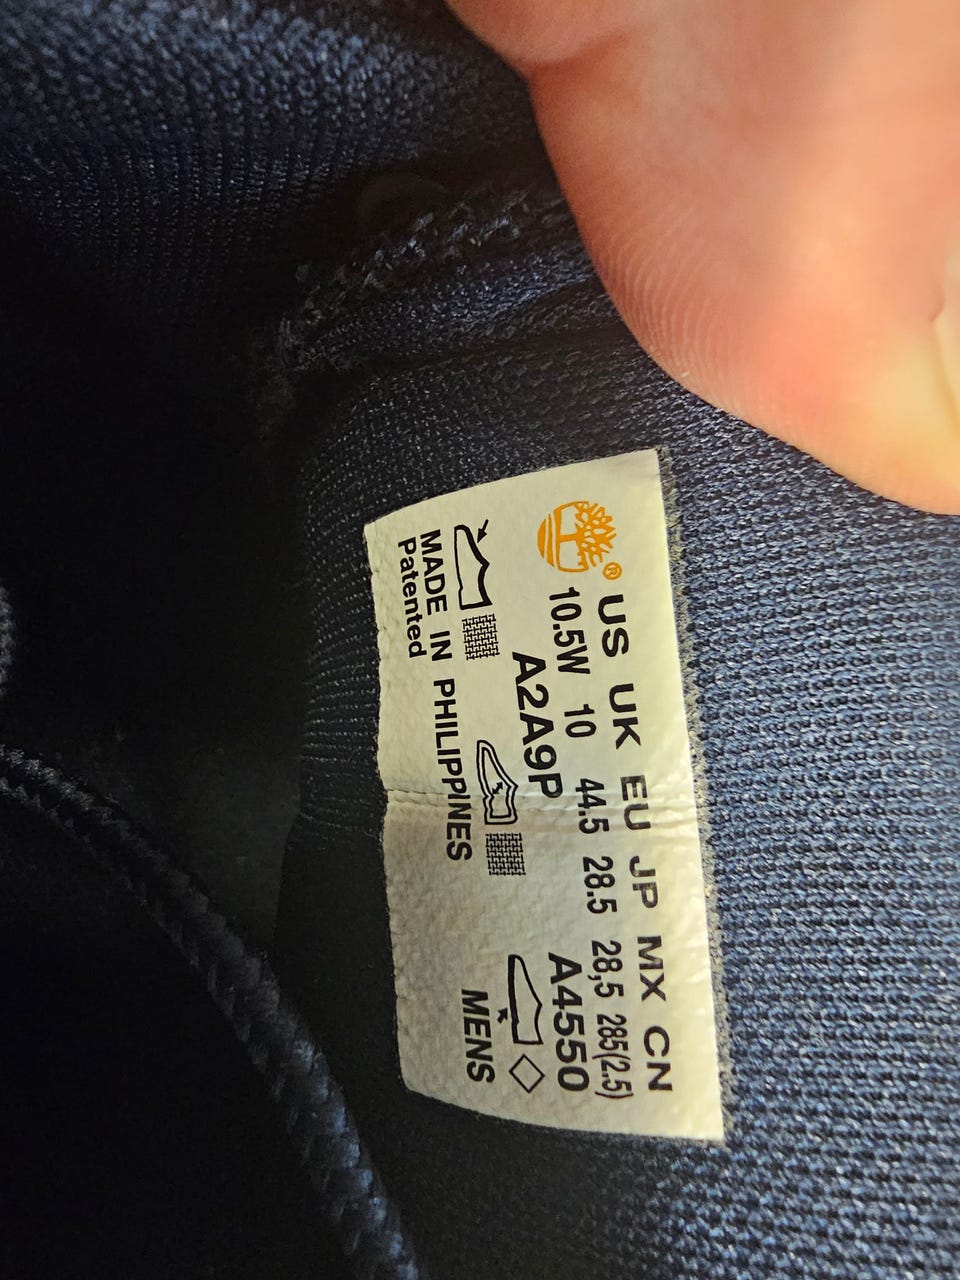 ®
US UK EU JP MX CN
10.5W 10 44.5 28.5 28,5 285(2.5)
A2A9P A4550
MADE IN PHILIPPINES MENS
Patented